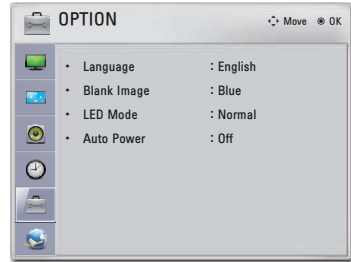 OPTION
Move OK
Language : English
Blank Image : Blue
LED Mode : Normal
Auto Power : Off